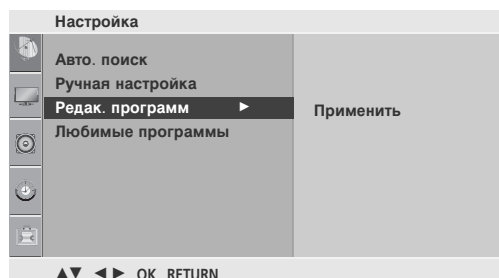 Настройка
Авто. поиск
Ручная настройка
Редак. программ ►
Применить
Любимые программы
▲▼ ◄► OK RETURN